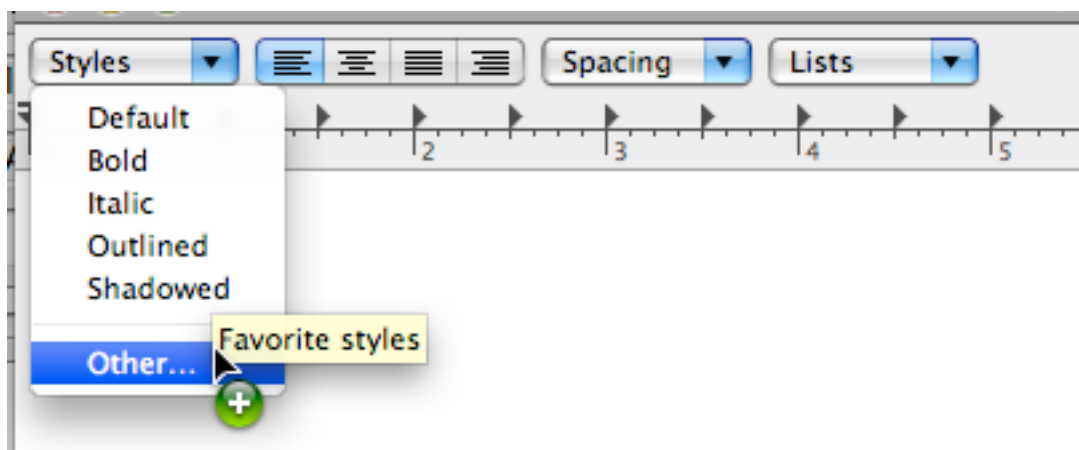 Styles Spacing Lists
Default
2 3 4 5
Bold
Italic
Outlined
Shadowed
Favorite styles
Other...